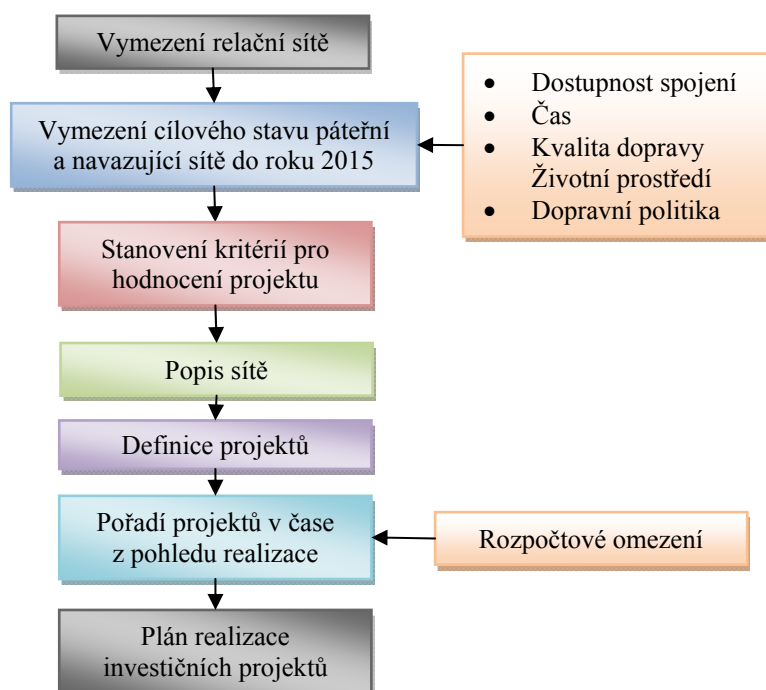 Vymezení relační sítě
Vymezení cílového stavu páteřní
a navazující sítě do roku 2015
• Dostupnost spojení
• Čas
• Kvalita dopravy
Životní prostředí
• Dopravní politika
Stanovení kritérií pro
hodnocení projektu
Popis sítě
Definice projektů
Pořadí projektů v čase
z pohledu realizace
Rozpočtové omezení
Plán realizace
investičních projektů